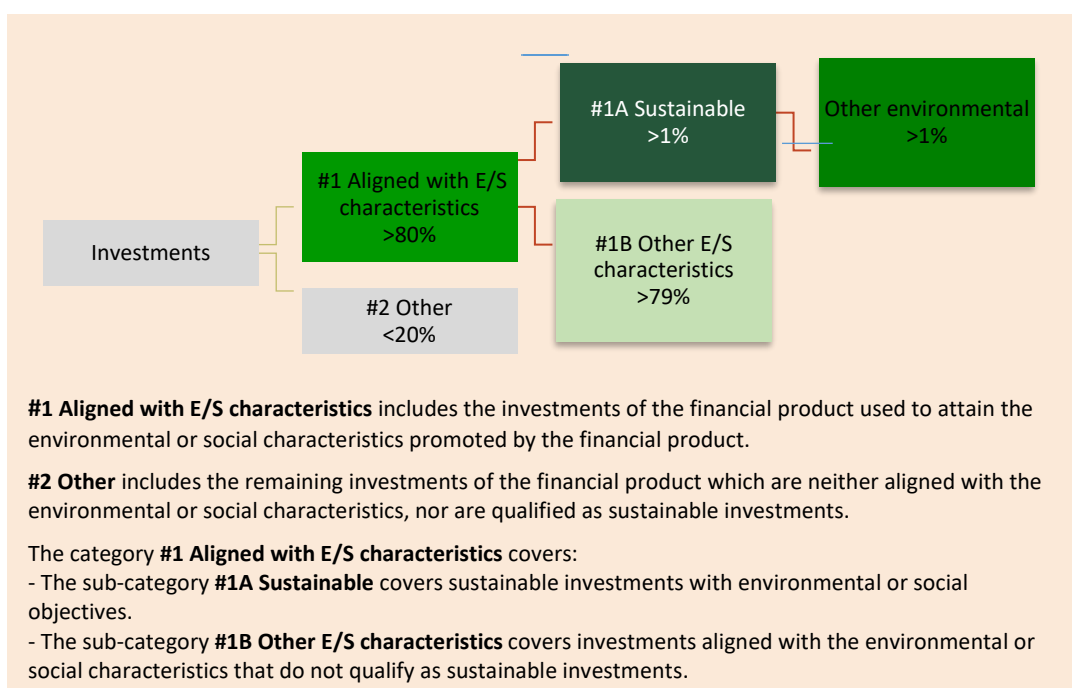 #1A Sustainable
>1%
Other environmental
>1%
#1 Aligned with E/S
characteristics
>80%
Investments
#1B Other E/S
characteristics
>79%
#2 Other
<20%
#1 Aligned with E/S characteristics includes the investments of the financial product used to attain the
environmental or social characteristics promoted by the financial product.
#2 Other includes the remaining investments of the financial product which are neither aligned with the
environmental or social characteristics, nor are qualified as sustainable investments.
The category #1 Aligned with E/S characteristics covers:
- The sub-category #1A Sustainable covers sustainable investments with environmental or social
objectives.
- The sub-category #1B Other E/S characteristics covers investments aligned with the environmental or
social characteristics that do not qualify as sustainable investments.